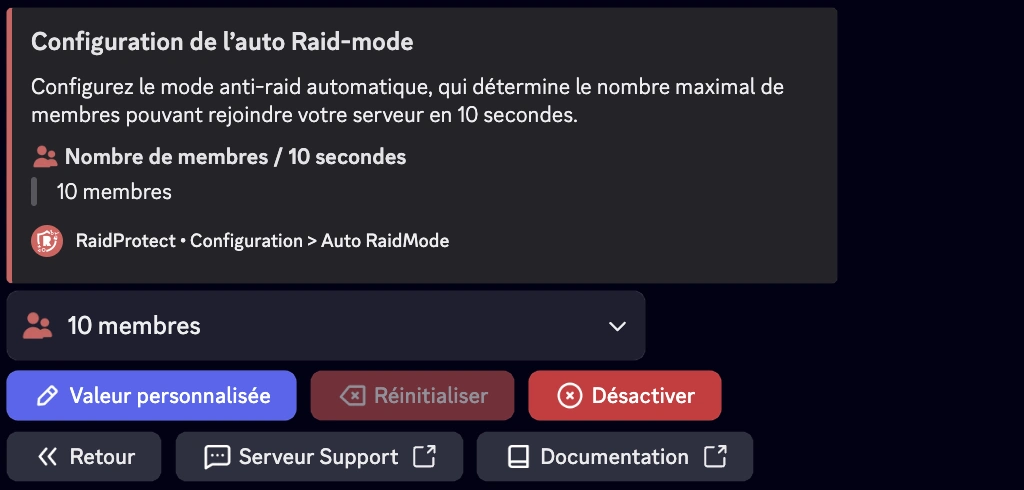 Configuration de l’auto Raid-mode
Configurez le mode anti-raid automatique, qui détermine le nombre maximal de
membres pouvant rejoindre votre serveur en 10 secondes.
Nombre de membres / 10 secondes
10 membres
RaidProtect • Configuration > Auto RaidMode
10 membres
Valeur personnalisée Réinitialiser Désactiver
Retour Serveur Support Documentation